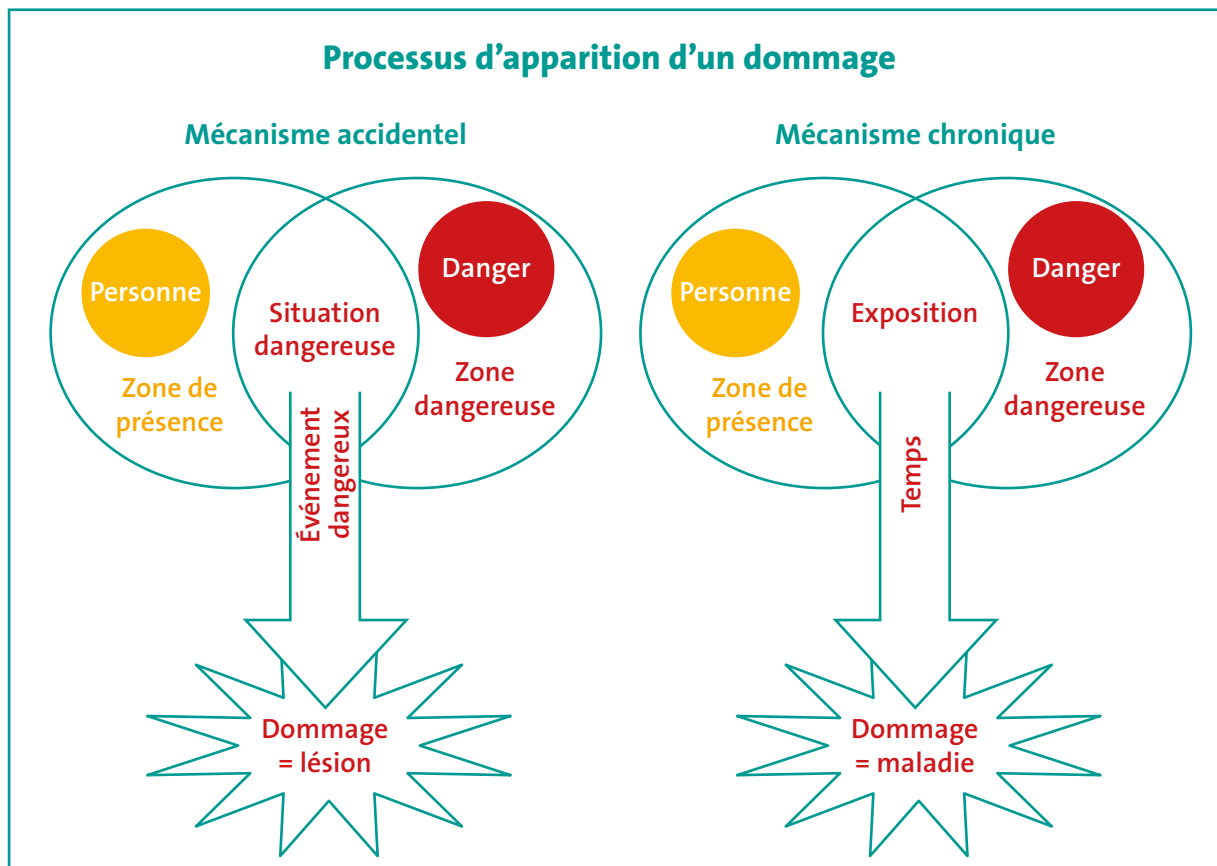 Processus d’apparition d’un dommage
Mécanisme accidentel
Personne
Danger
Situation
dangereuse
Zone de
présence
Zone
dangereuse
Événement
dangereux
Dommage
= lésion
Mécanisme chronique
Personne
Danger
Exposition
Zone de
présence
Zone
dangereuse
Temps
Dommage
= maladie